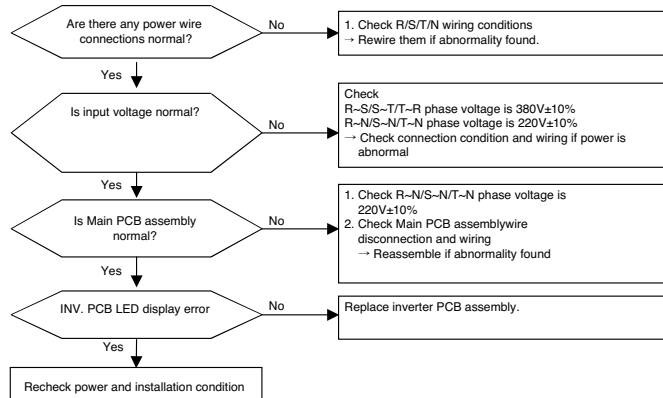 Are there any power wire
connections normal?
No
1. Check R/S/T/N wiring conditions
→ Rewire them if abnormality found.
Yes
Is input voltage normal?
No
Check
R~S/S~T/T~R phase voltage is 380V±10%
R~N/S~N/T~N phase voltage is 220V±10%
→ Check connection condition and wiring if power is
abnormal
Yes
Is Main PCB assembly
normal?
No
1. Check R~N/S~N/T~N phase voltage is
220V±10%
2. Check Main PCB assemblywire
disconnection and wiring
→ Reassemble if abnormality found
Yes
INV. PCB LED display error
No
Replace inverter PCB assembly.
Yes
Recheck power and installation condition